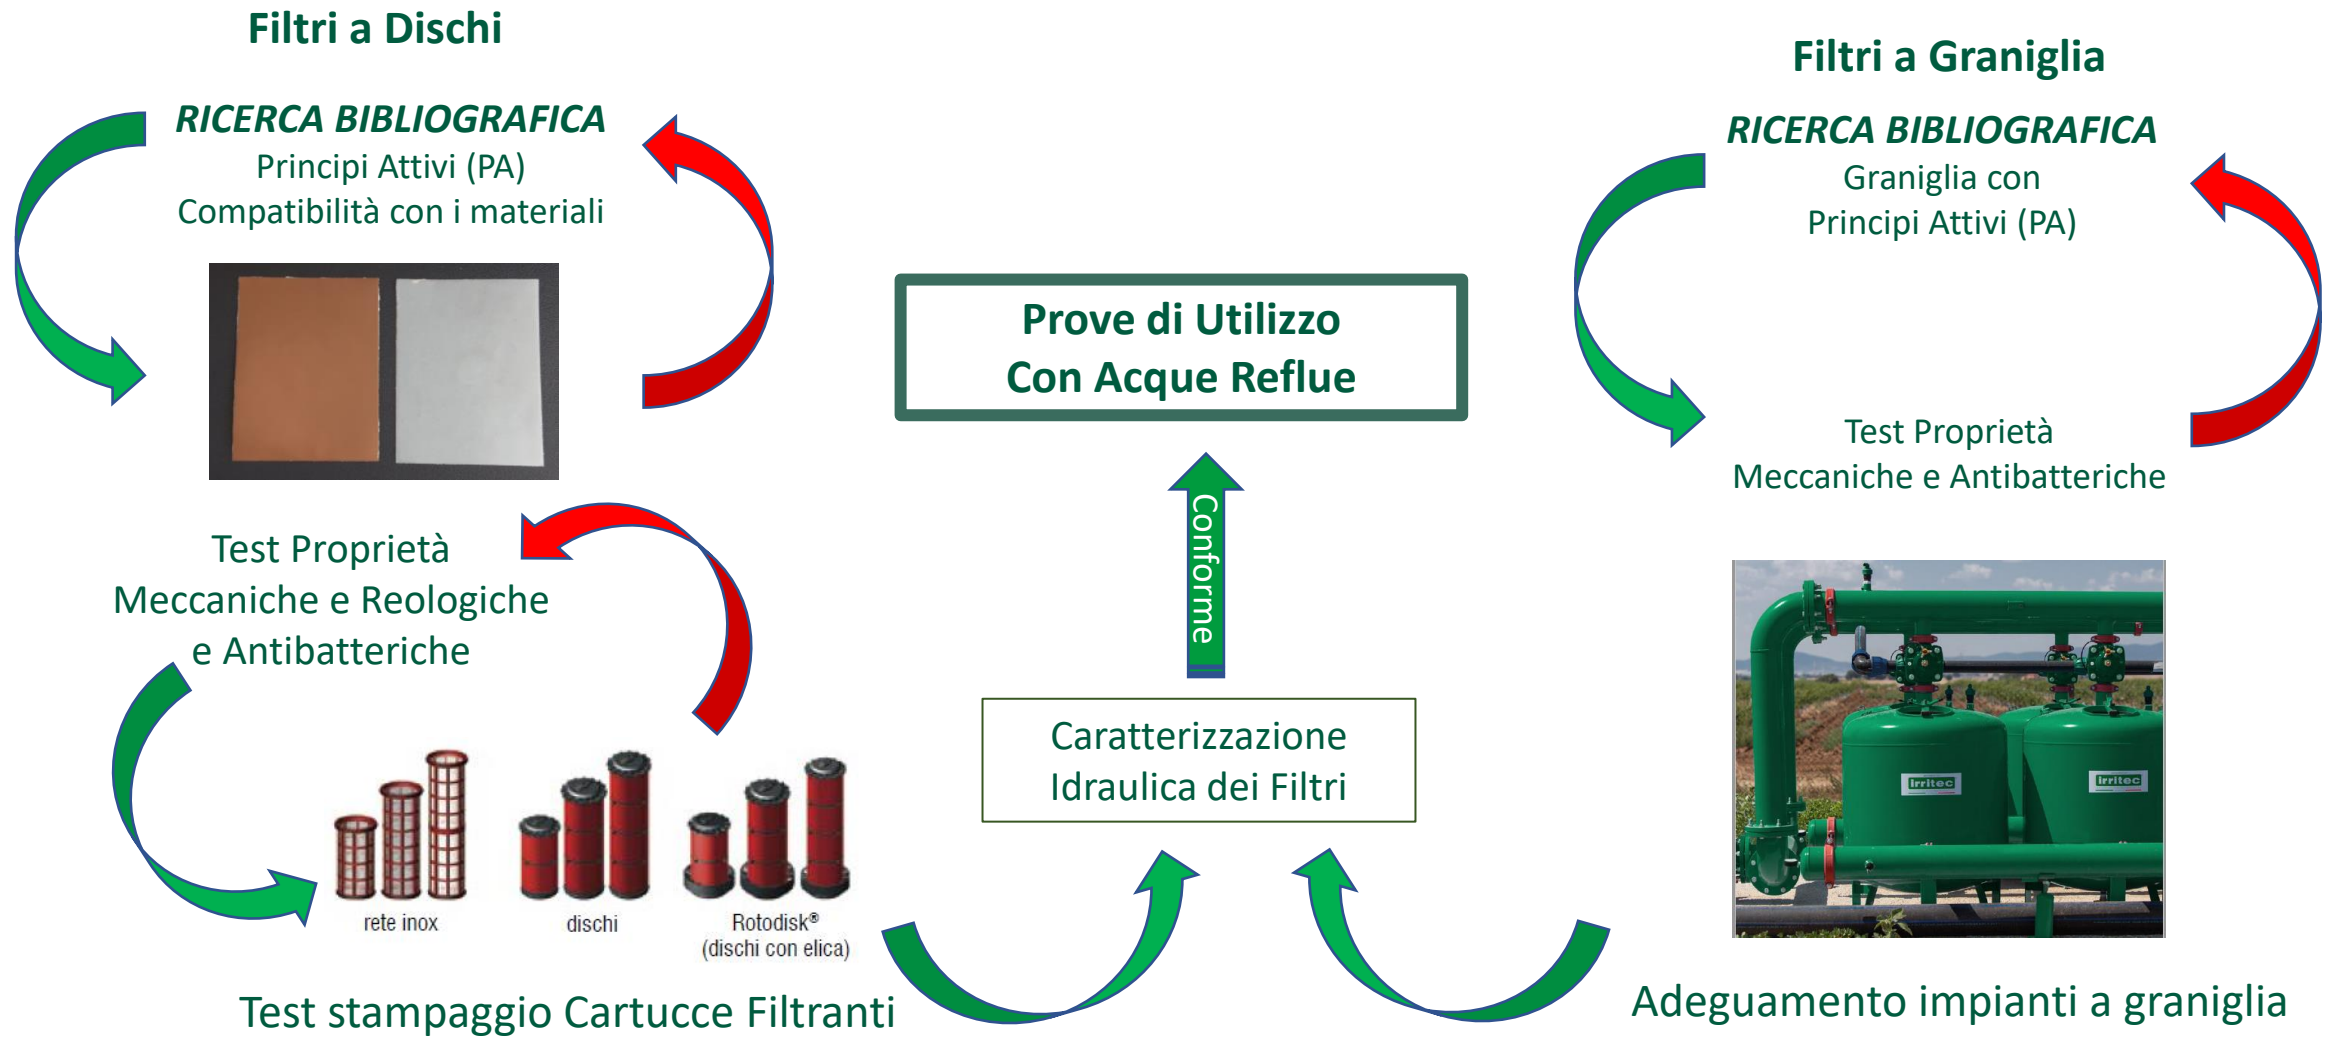 Filtri a Dischi
RICERCA BIBLIOGRAFICA
Principi Attivi (PA)
Compatibilità con i materiali
Test Proprietà
Meccaniche e Reologiche
e Antibatteriche
rete inox
dischi
Rotodisk®
(dischi con elica)
Test stampaggio Cartucce Filtranti
Prove di Utilizzo
Con Acque Reflue
Conforme
Caratterizzazione
Idraulica dei Filtri
Filtri a Graniglia
RICERCA BIBLIOGRAFICA
Graniglia con
Principi Attivi (PA)
Test Proprietà
Meccaniche e Antibatteriche
irritec
irritec
Adeguamento impianti a graniglia